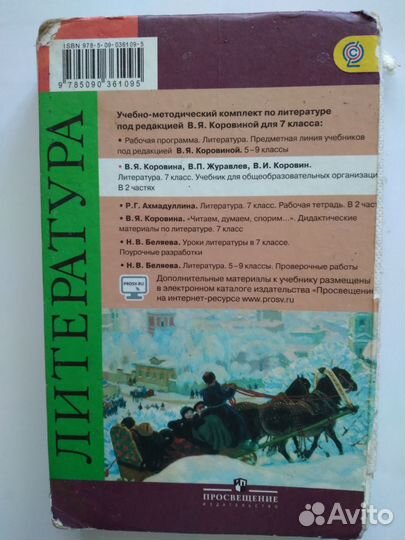 ISBN 978-5-09-036109-5
9 785090 361095
ЛИТЕРАТУРА
Учебно-методический комплект по литературе
под редакцией В.Я. Коровиной для 7 класса:
• Рабочая программа. Литература. Предметная линия учебников
под редакцией В.Я. Коровиной. 5–9 классы
• В.Я. Коровина, В.П. Журавлев, В.И. Коровин.
Литература. 7 класс. Учебник для общеобразовательных организаци
В 2 частях
• Р.Г. Ахмадуллина. Литература. 7 класс. Рабочая тетрадь. В 2 част
• В.Я. Коровина. «Читаем, думаем, спорим...». Дидактические
материалы по литературе. 7 класс
• Н.В. Беляева. Уроки литературы в 7 классе.
Поурочные разработки
• Н.В. Беляева. Литература. 5–9 классы. Проверочные работы
PROSV.RU
Дополнительные материалы к учебнику размещены
в электронном каталоге издательства «Просвещени
на интернет-ресурсе www.prosv.ru
ПРОСВЕЩЕНИЕ
ИЗДАТЕЛЬСТВО
Avito